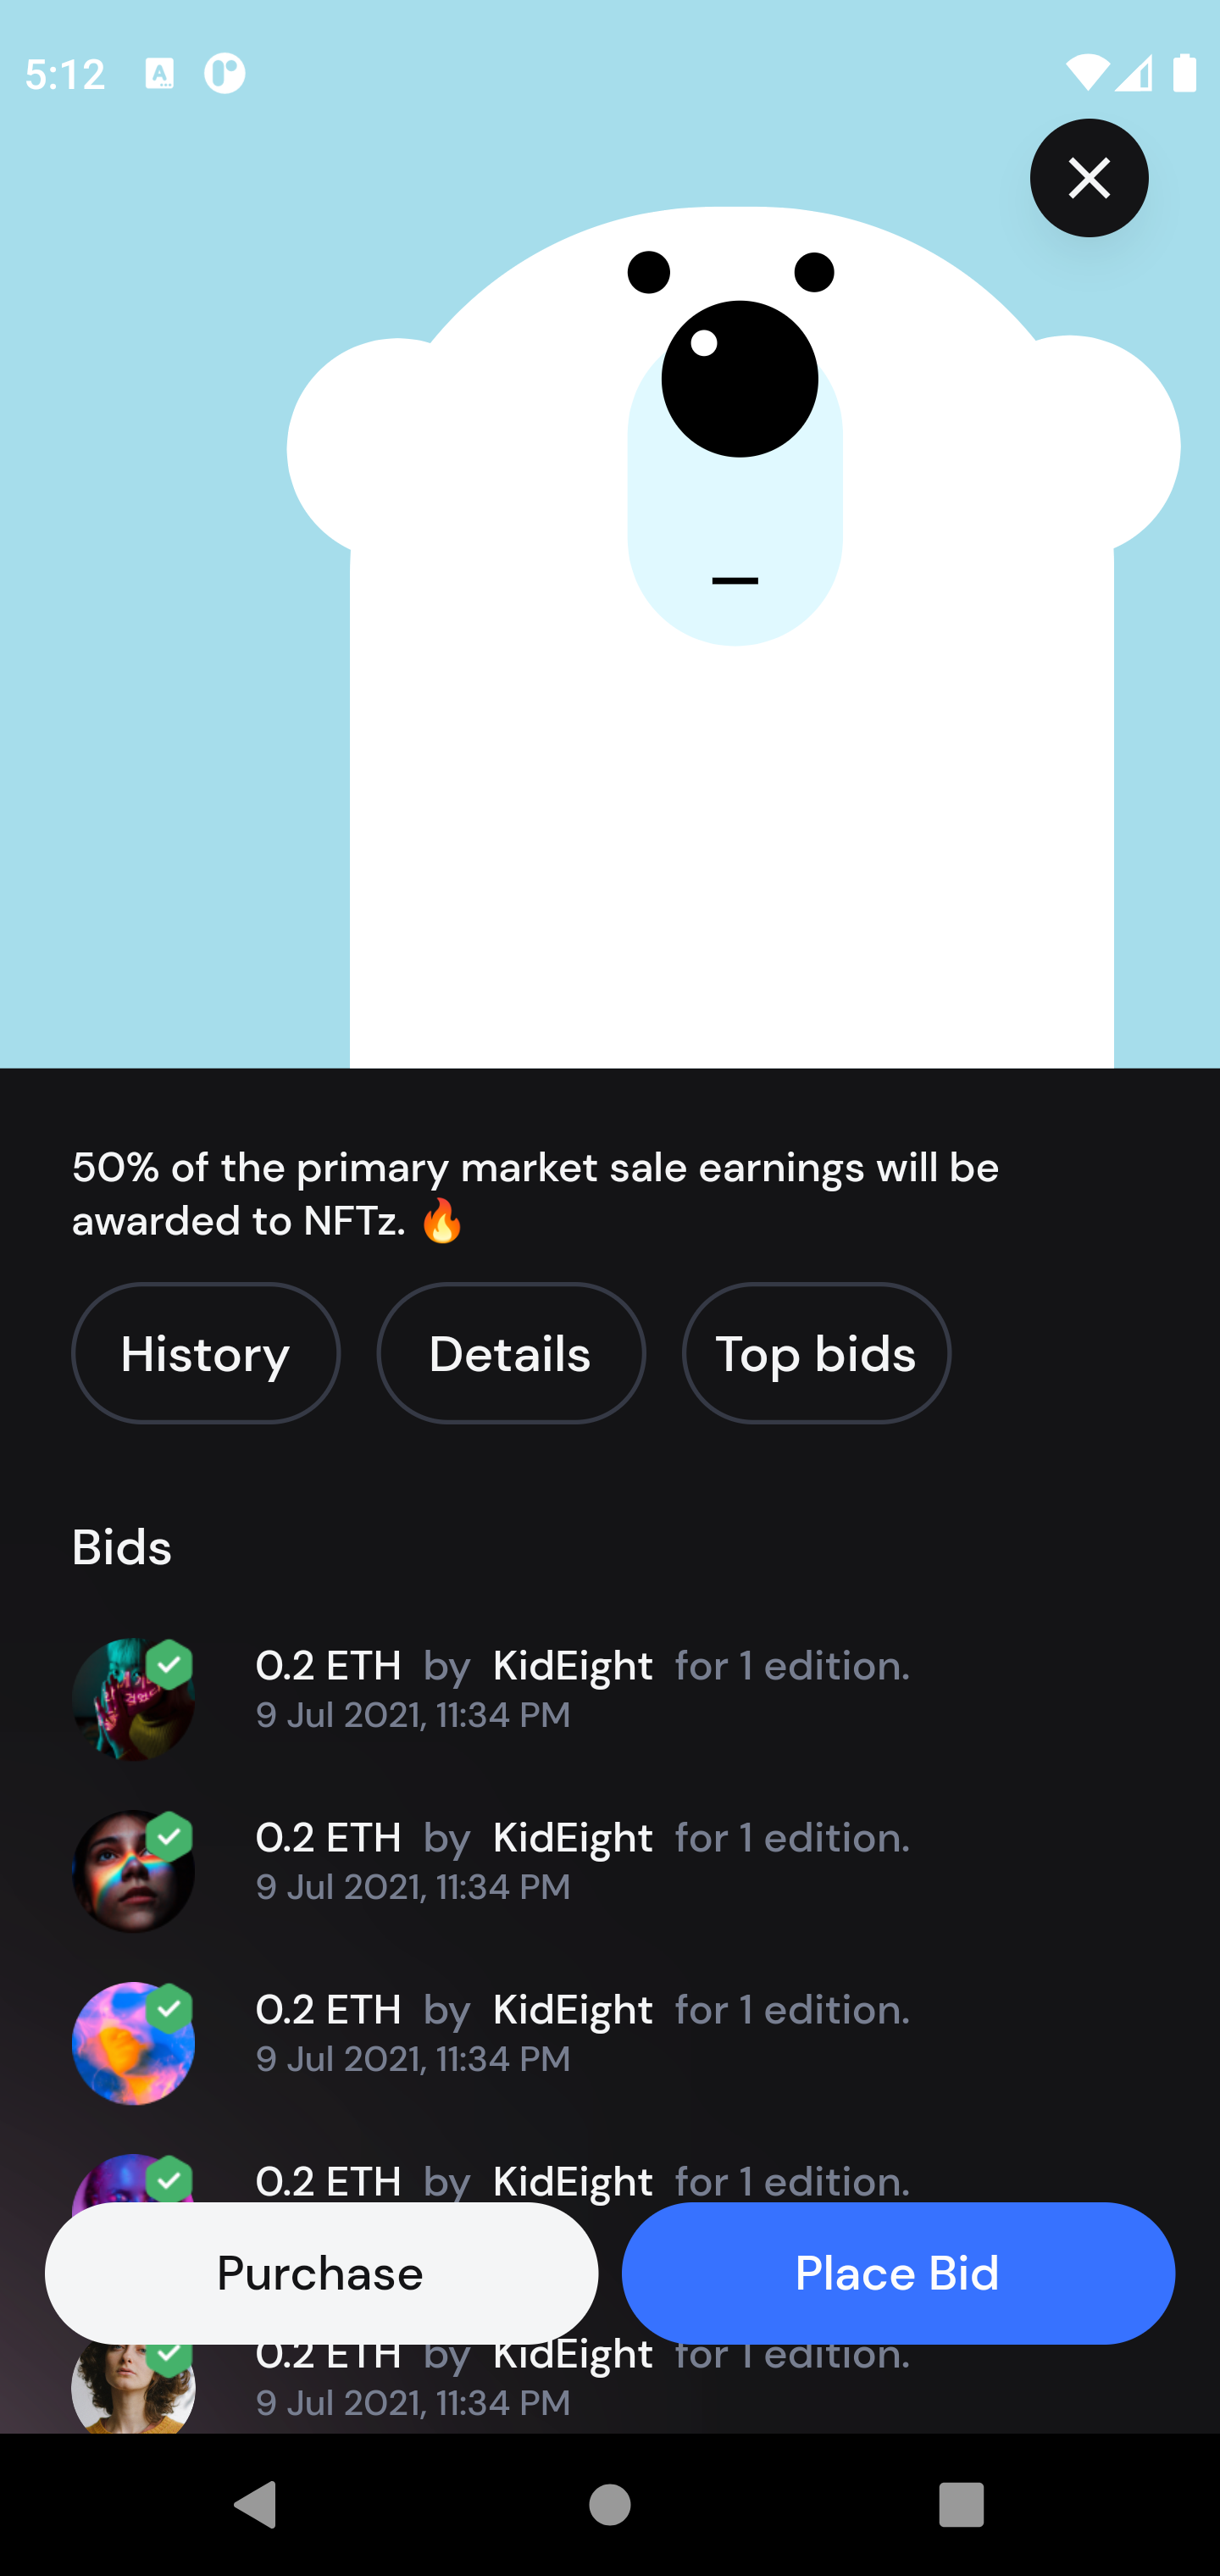 5:12
A
50% of the primary market sale earnings will be
awarded to NFTz. 🔥
History Details Top bids
Bids
0.2 ETH by KidEight for 1 edition.
9 Jul 2021, 11:34 PM
0.2 ETH by KidEight for 1 edition.
9 Jul 2021, 11:34 PM
0.2 ETH by KidEight for 1 edition.
9 Jul 2021, 11:34 PM
0.2 ETH by KidEight for 1 edition.
Purchase Place Bid
0.2 ETH by KidEight for 1 edition.
9 Jul 2021, 11:34 PM